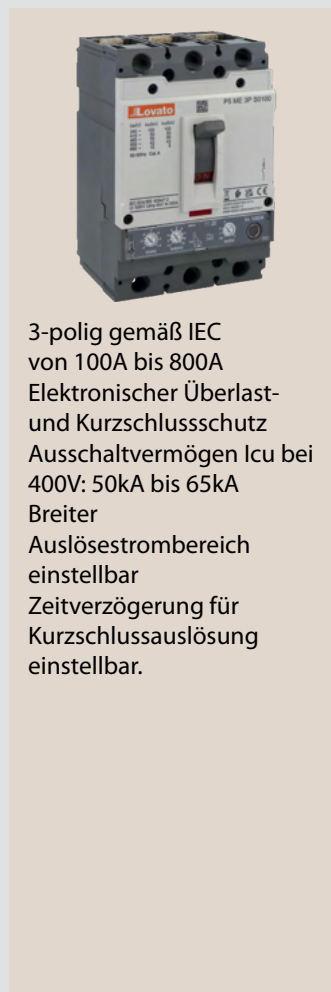 Lovato
P5 ME 3P S0100
3-polig gemäß IEC
von 100A bis 800A
Elektronischer Überlast-
und Kurzschlussschutz
Ausschaltvermögen Icu bei
400V: 50kA bis 65kA
Breiter
Auslösestrombereich
einstellbar
Zeitverzögerung für
Kurzschlussauslösung
einstellbar.